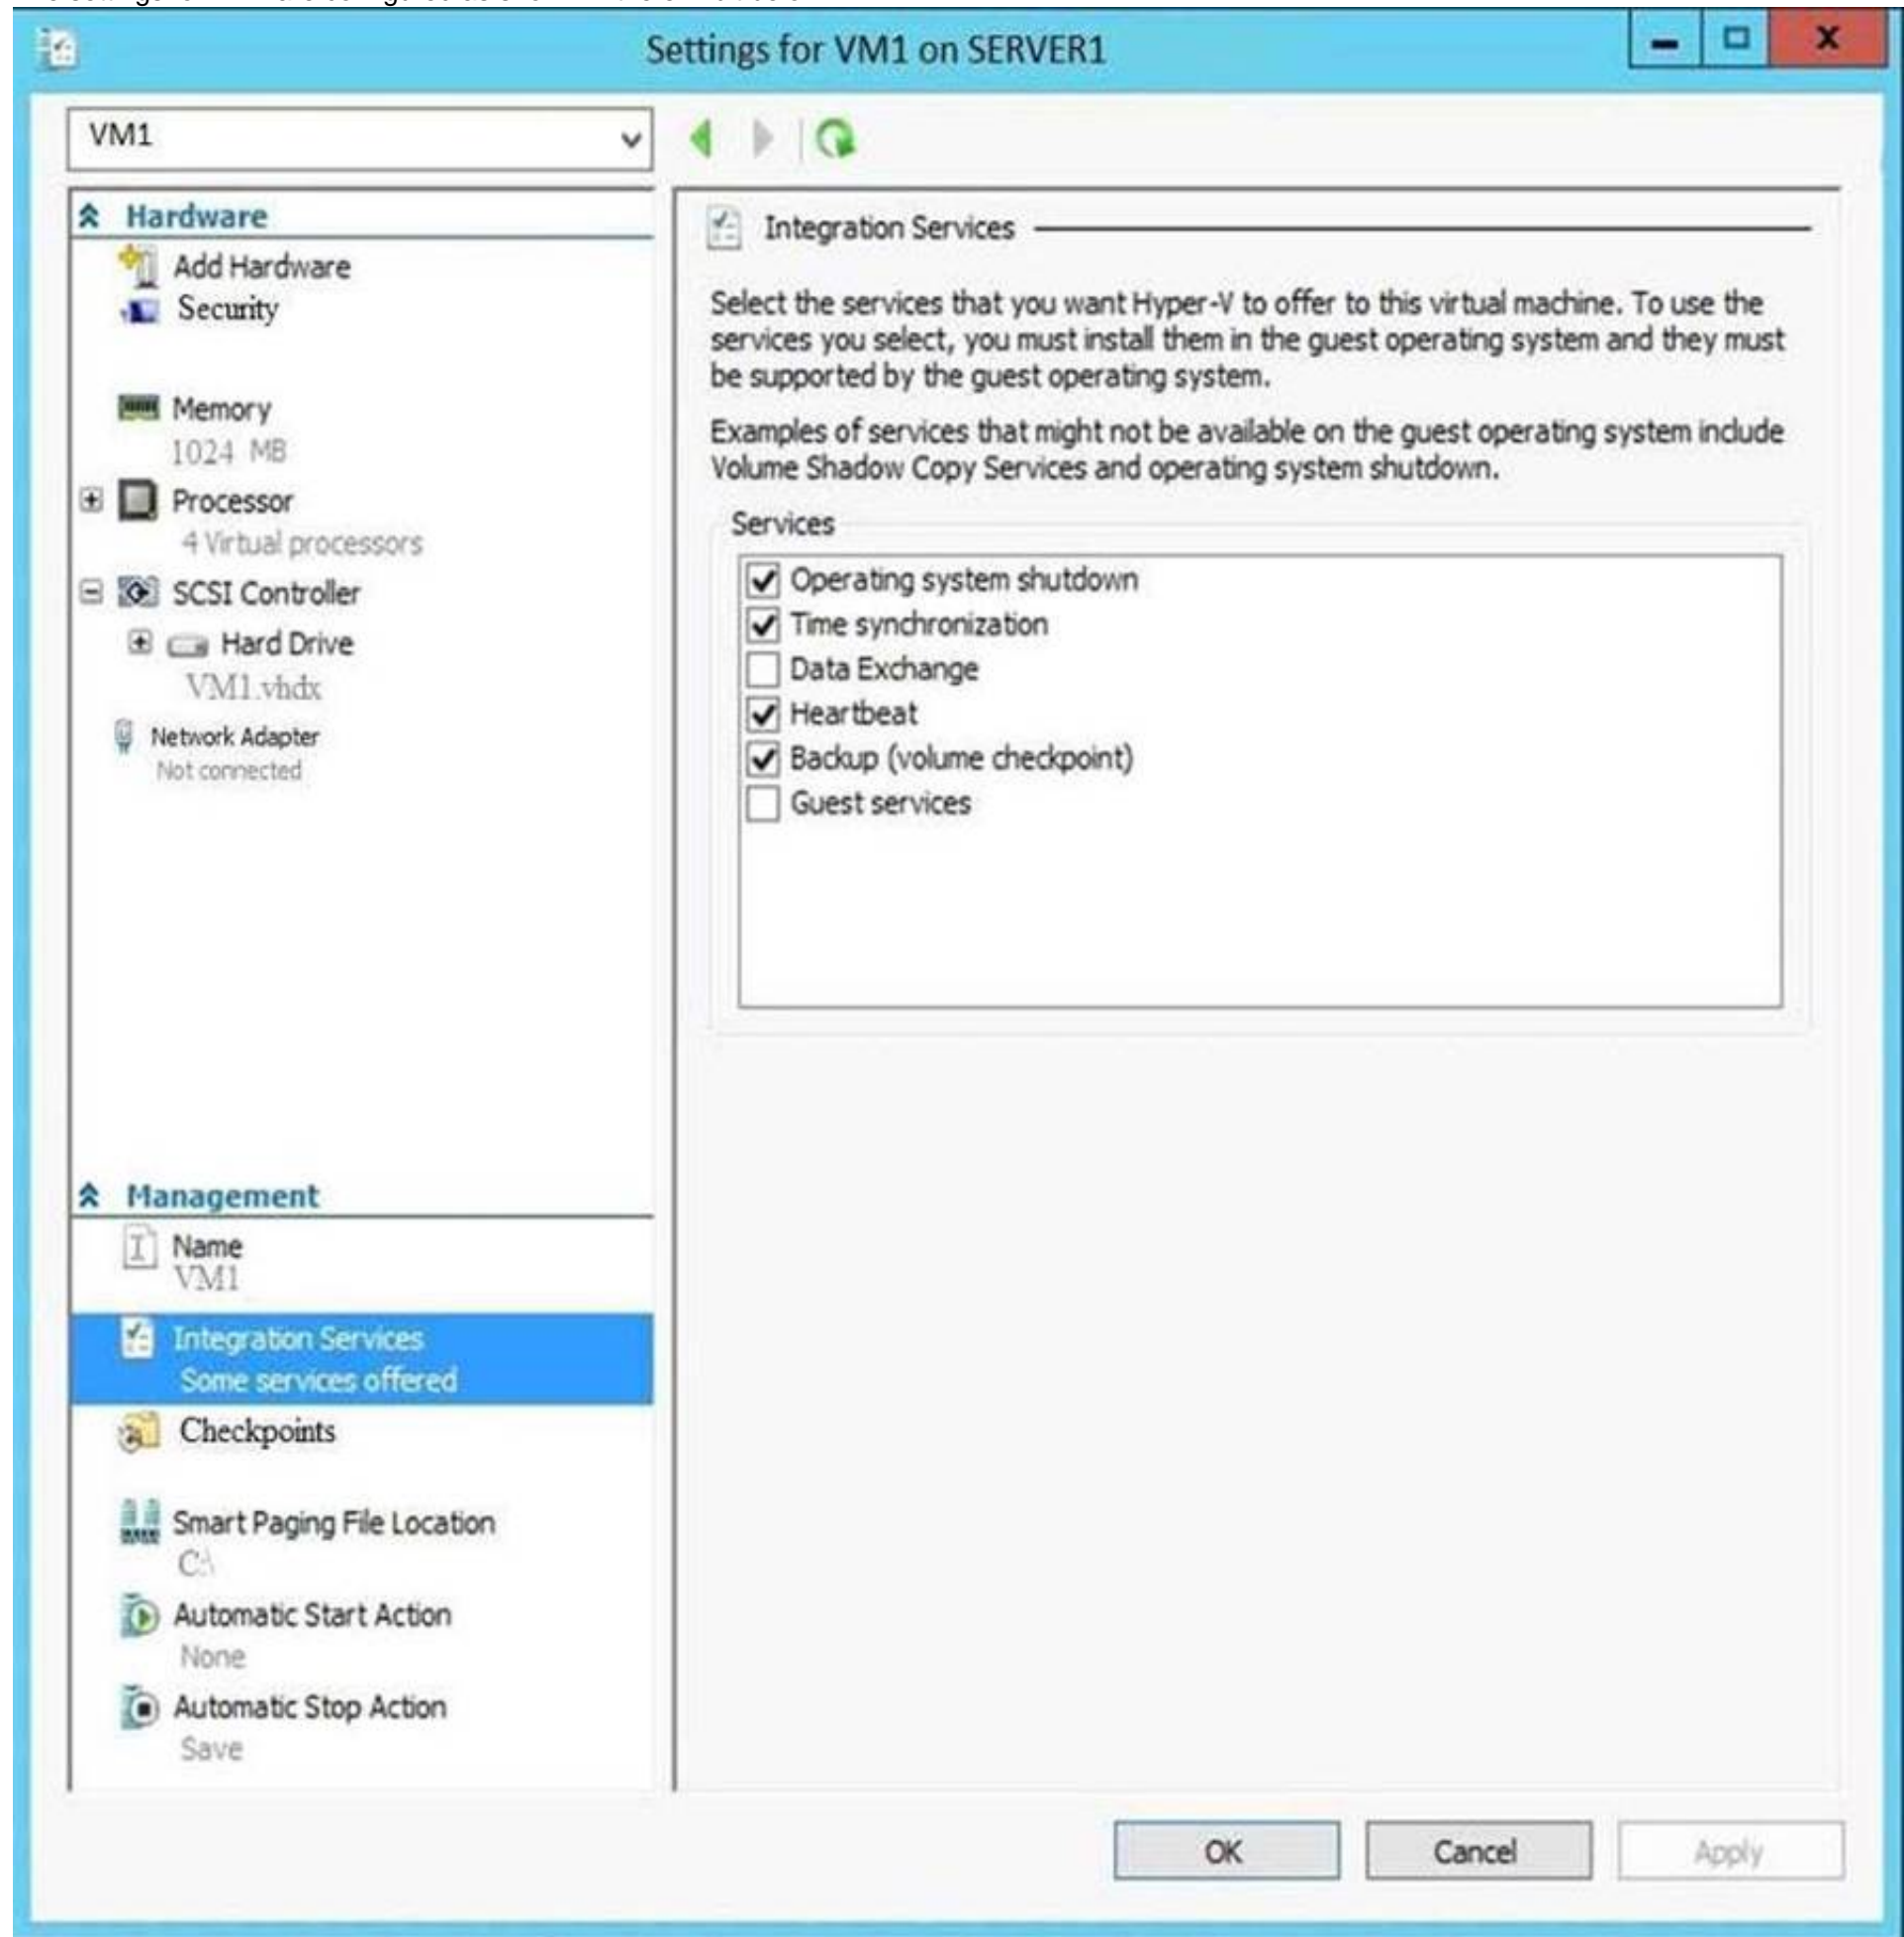 Settings for VM1 on SERVER1
VM1
Hardware
Add Hardware
Security
Memory
1024 MB
Processor
4 Virtual processors
SCSI Controller
Hard Drive
VM1.vhdx
Network Adapter
Not connected
Management
Name
VM1
Integration Services
Some services offered
Checkpoints
Smart Paging File Location
C:\
Automatic Start Action
None
Automatic Stop Action
Save
Integration Services
Select the services that you want Hyper-V to offer to this virtual machine. To use the
services you select, you must install them in the guest operating system and they must
be supported by the guest operating system.
Examples of services that might not be available on the guest operating system include
Volume Shadow Copy Services and operating system shutdown.
Services
Operating system shutdown
Time synchronization
Data Exchange
Heartbeat
Backup (volume checkpoint)
Guest services
OK
Cancel
Apply